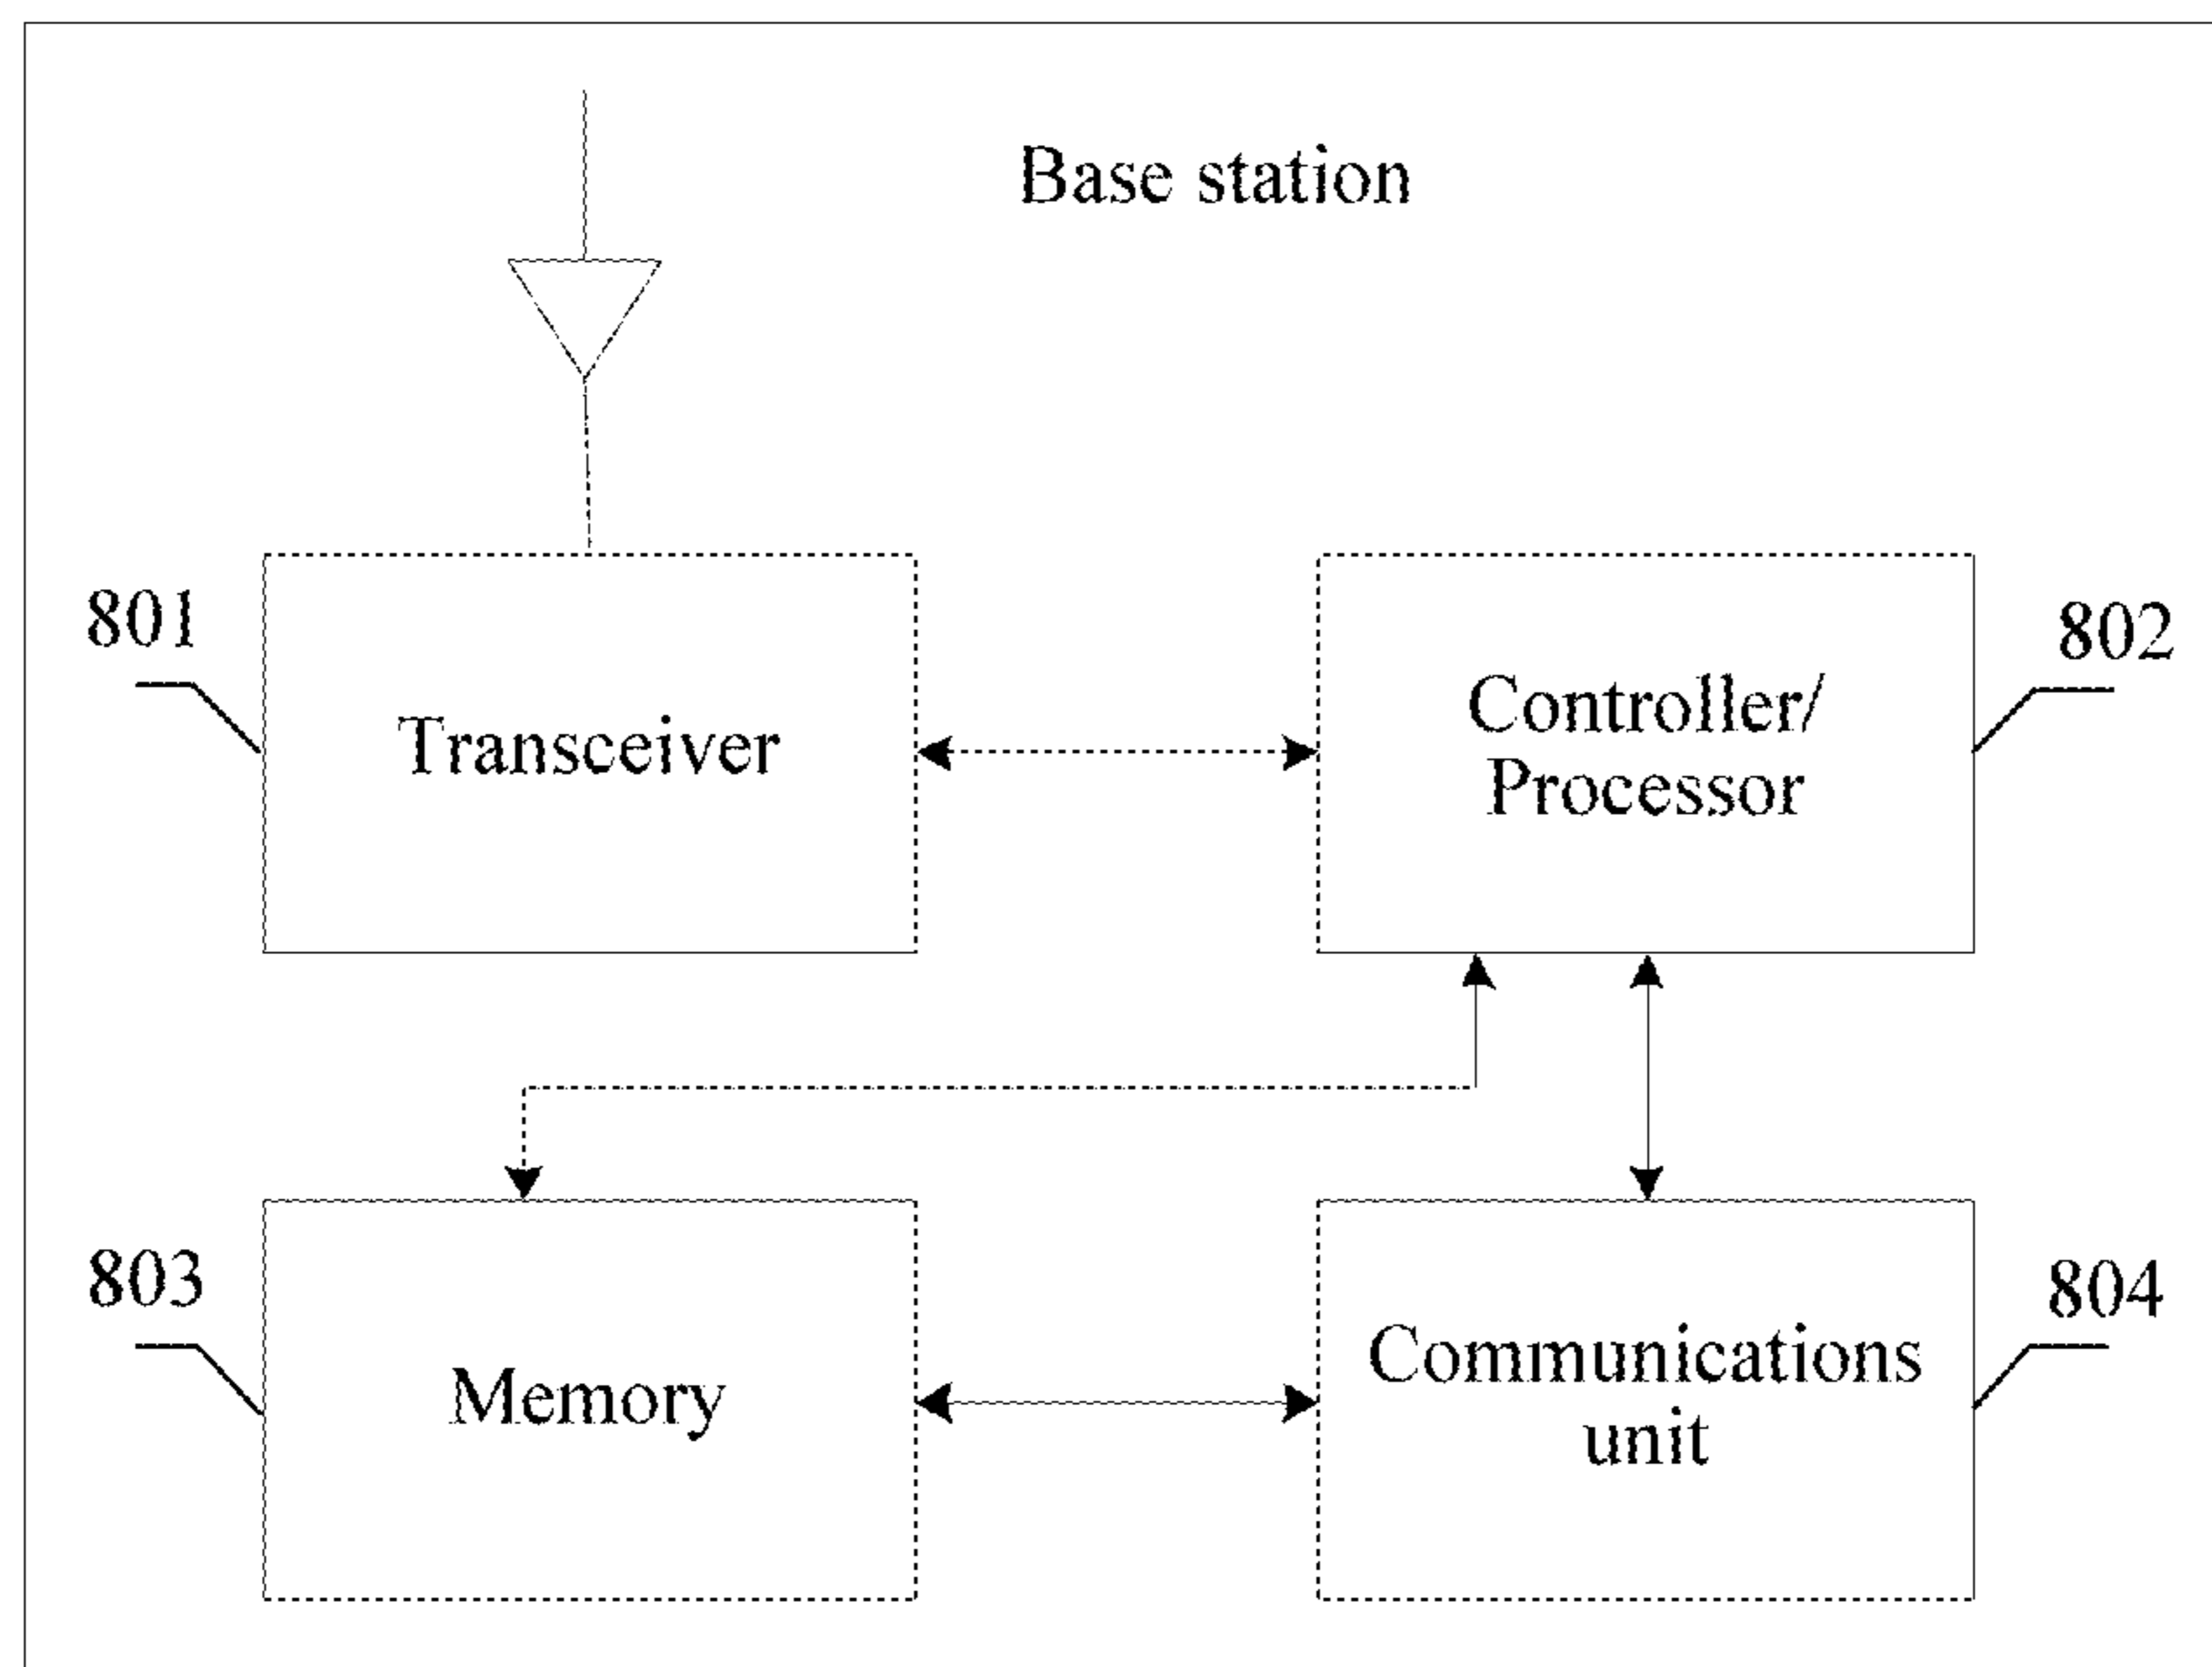 Base station
801
Transceiver
Controller/
Processor
802
803
Memory
Communications
unit
804